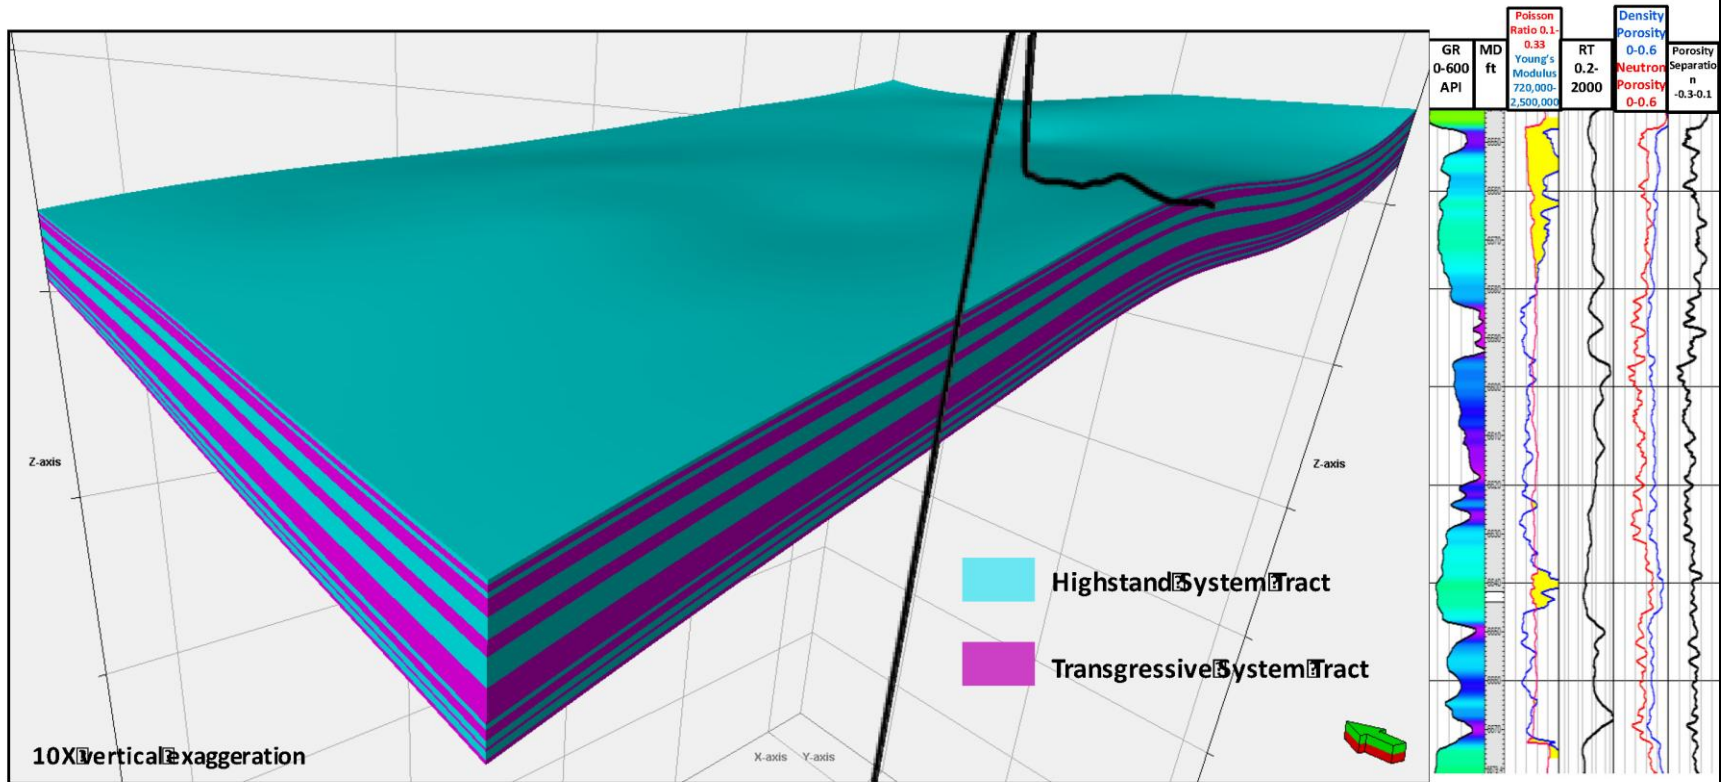 GR
0-600
API
MD
ft
Poisson
Ratio 0.1-
0.33
Young's
Modulus
720,000-
2,500,000
RT
0.2-
2000
Density
Porosity
0-0.6
Neutron
Porosity
0-0.6
Porosity
Separatio
n
-0.3-0.1
Z-axis
Z-axis
Highstand System Tract
Transgressive System Tract
X-axis
Y-axis
10X vertical exaggeration